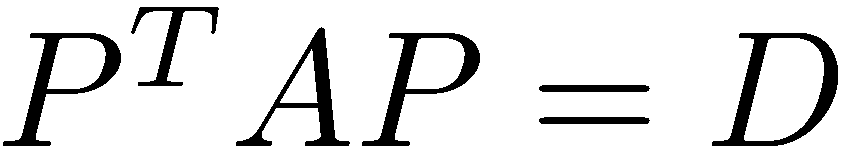 $P^T AP = D$